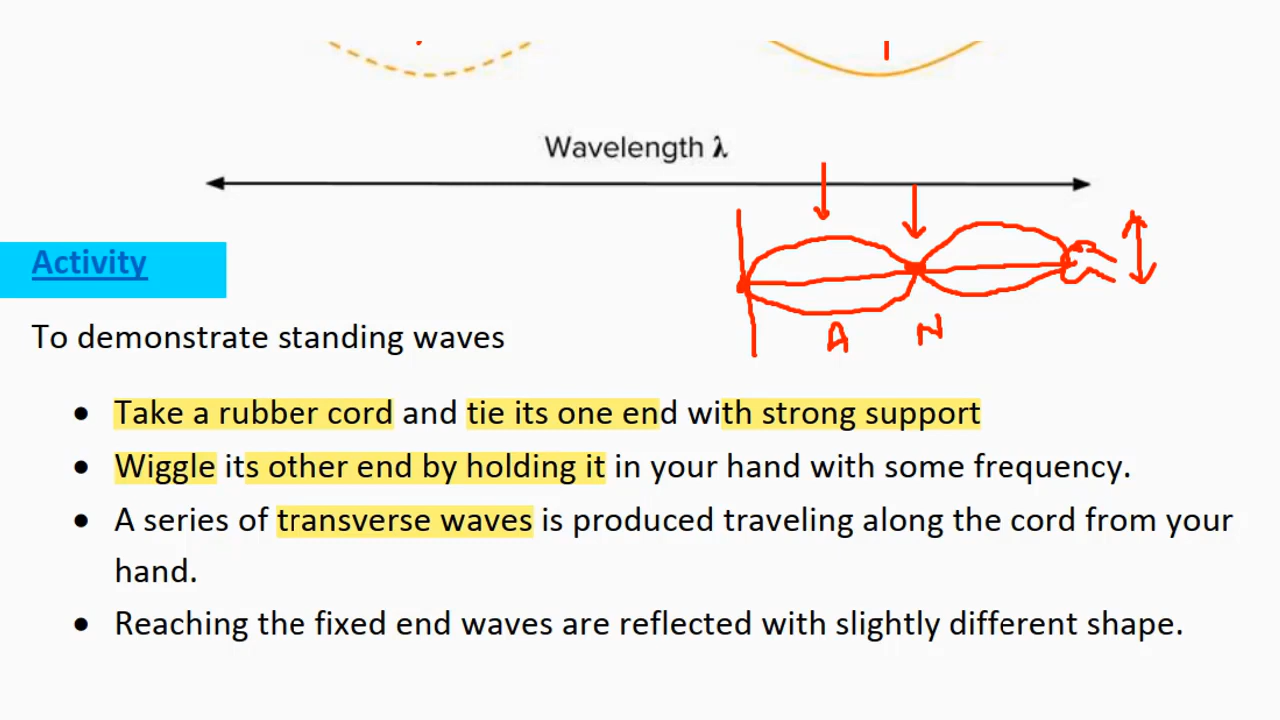 Wavelength λ
Activity
A N
To demonstrate standing waves
• Take a rubber cord and tie its one end with strong support
• Wiggle its other end by holding it in your hand with some frequency.
• A series of transverse waves is produced traveling along the cord from your
hand.
• Reaching the fixed end waves are reflected with slightly different shape.